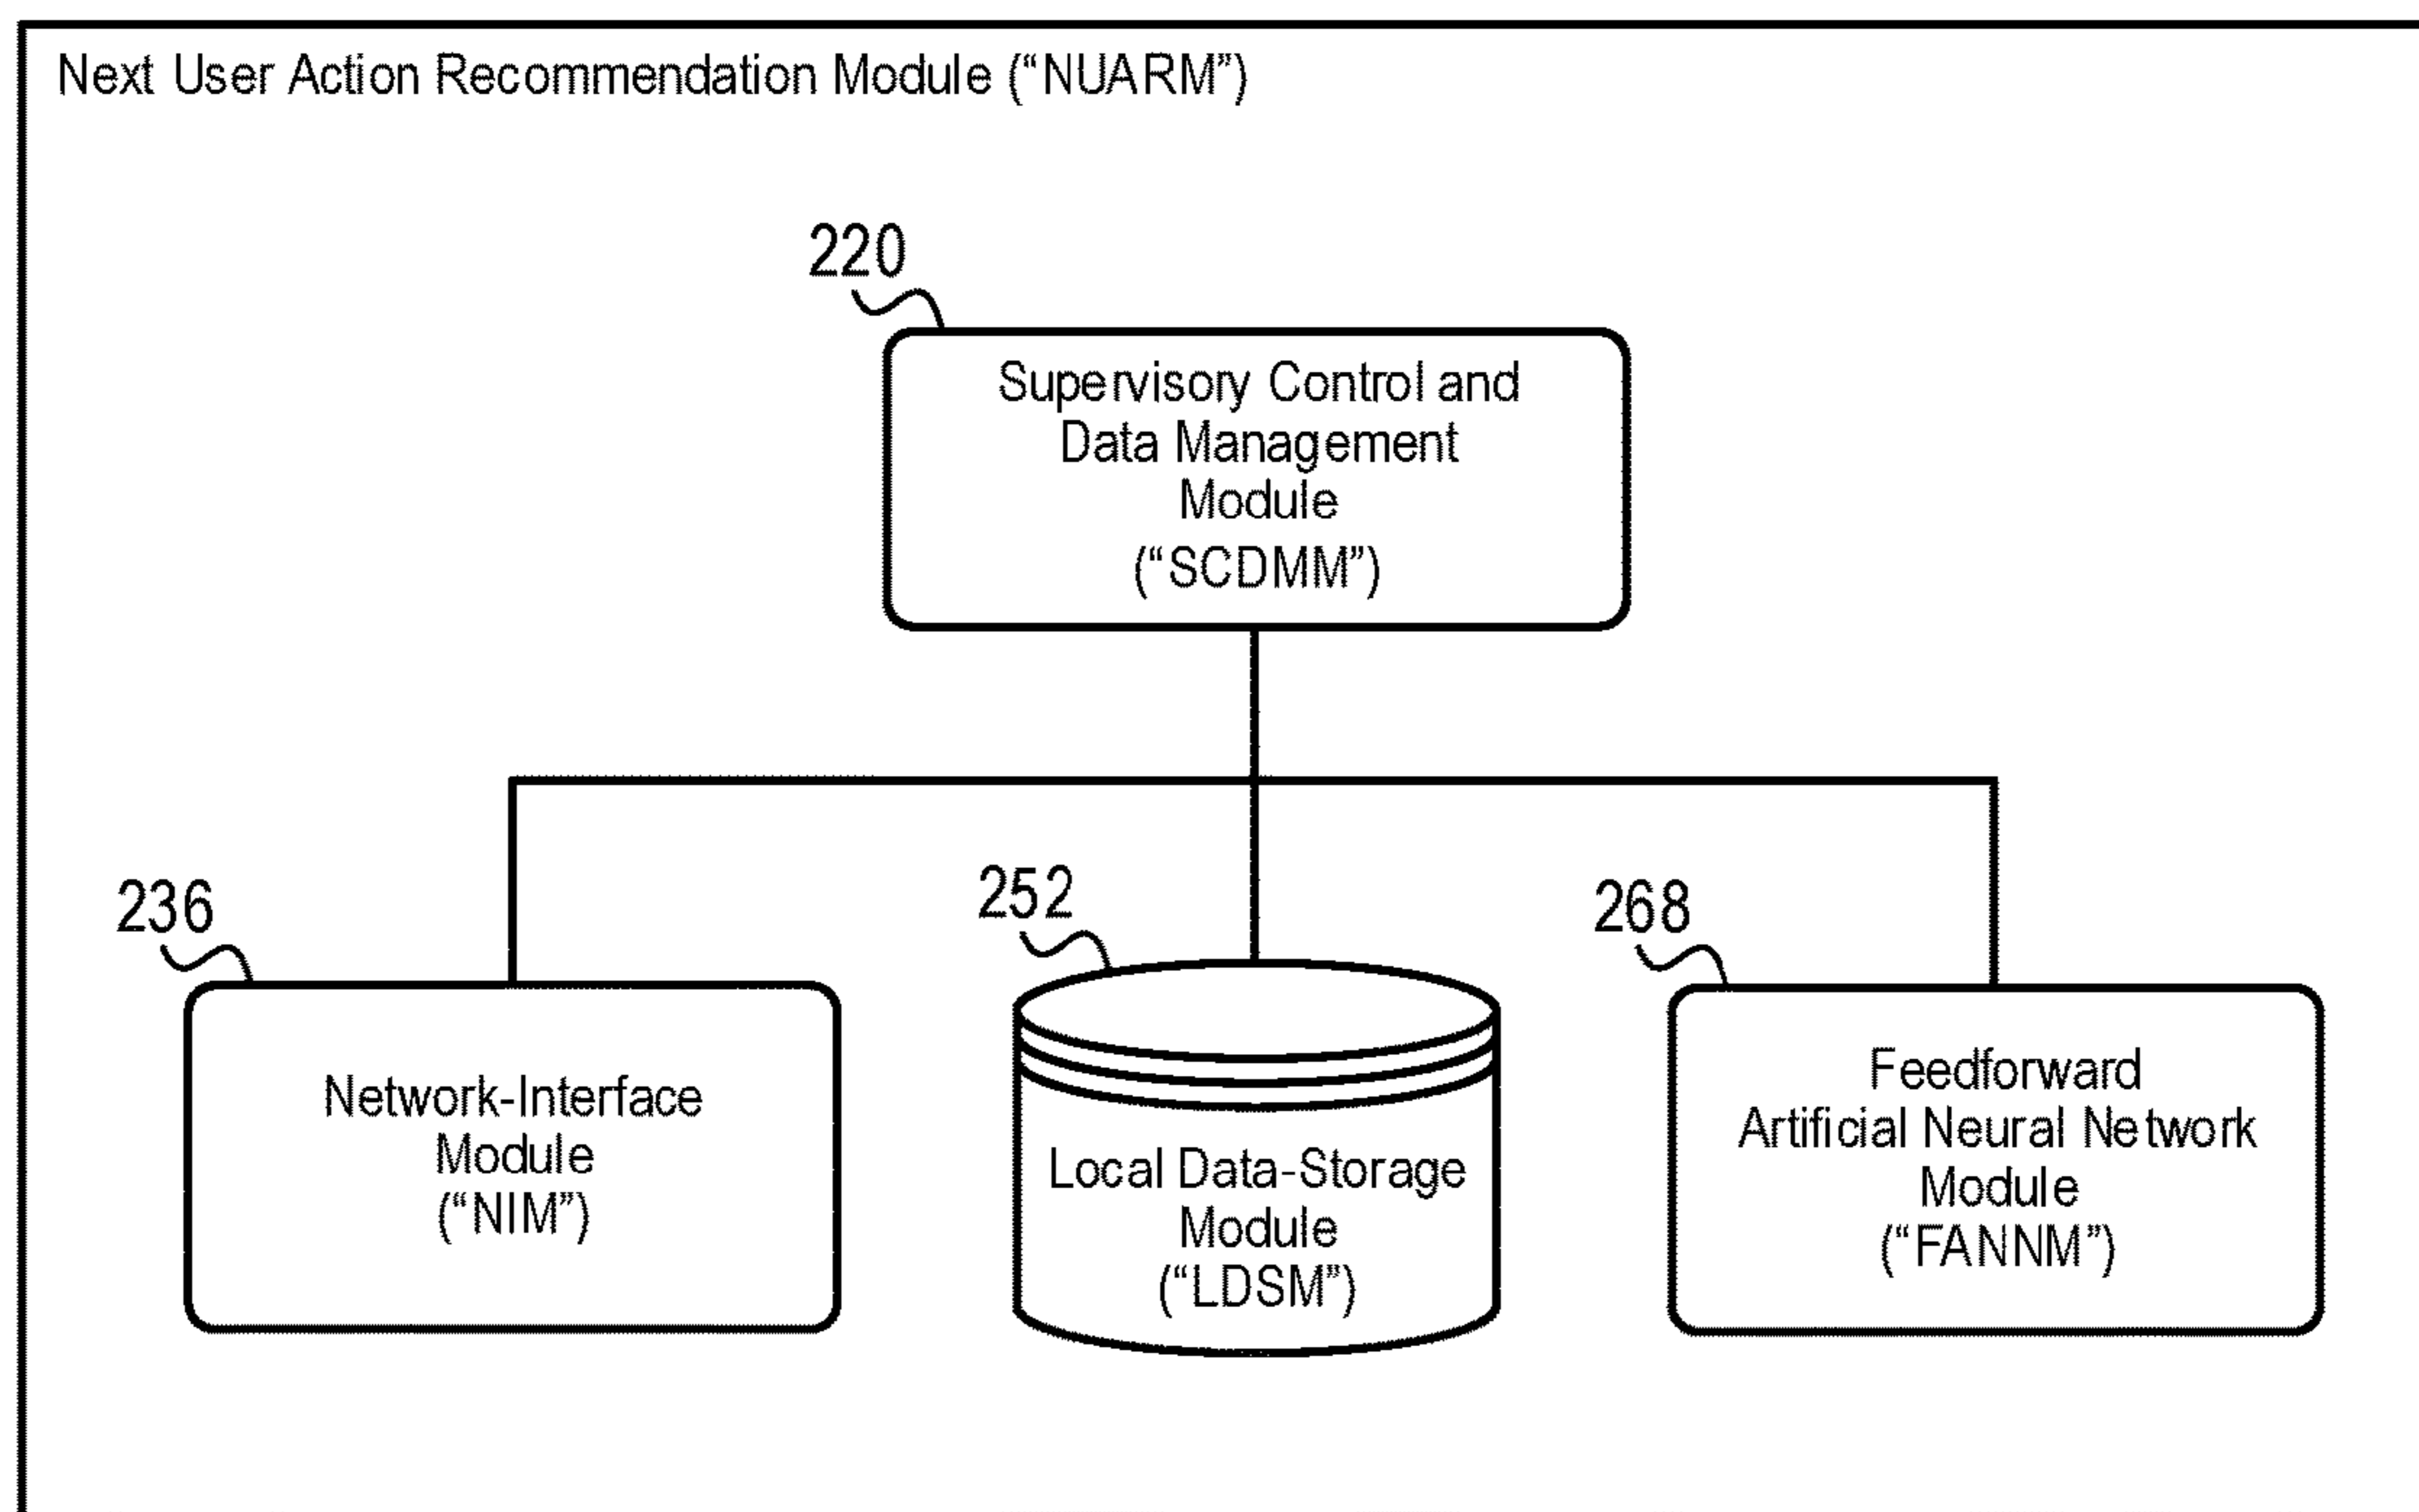 Next User Action Recommendation Module (“NUARM”)
220
Supervisory Control and
Data Management
Module
(“SCDMM”)
236
Network-Interface
Module
(“NIM”)
252
Local Data-Storage
Module
(“LDSM”)
268
Feedforward
Artificial Neural Network
Module
(“FANNM”)